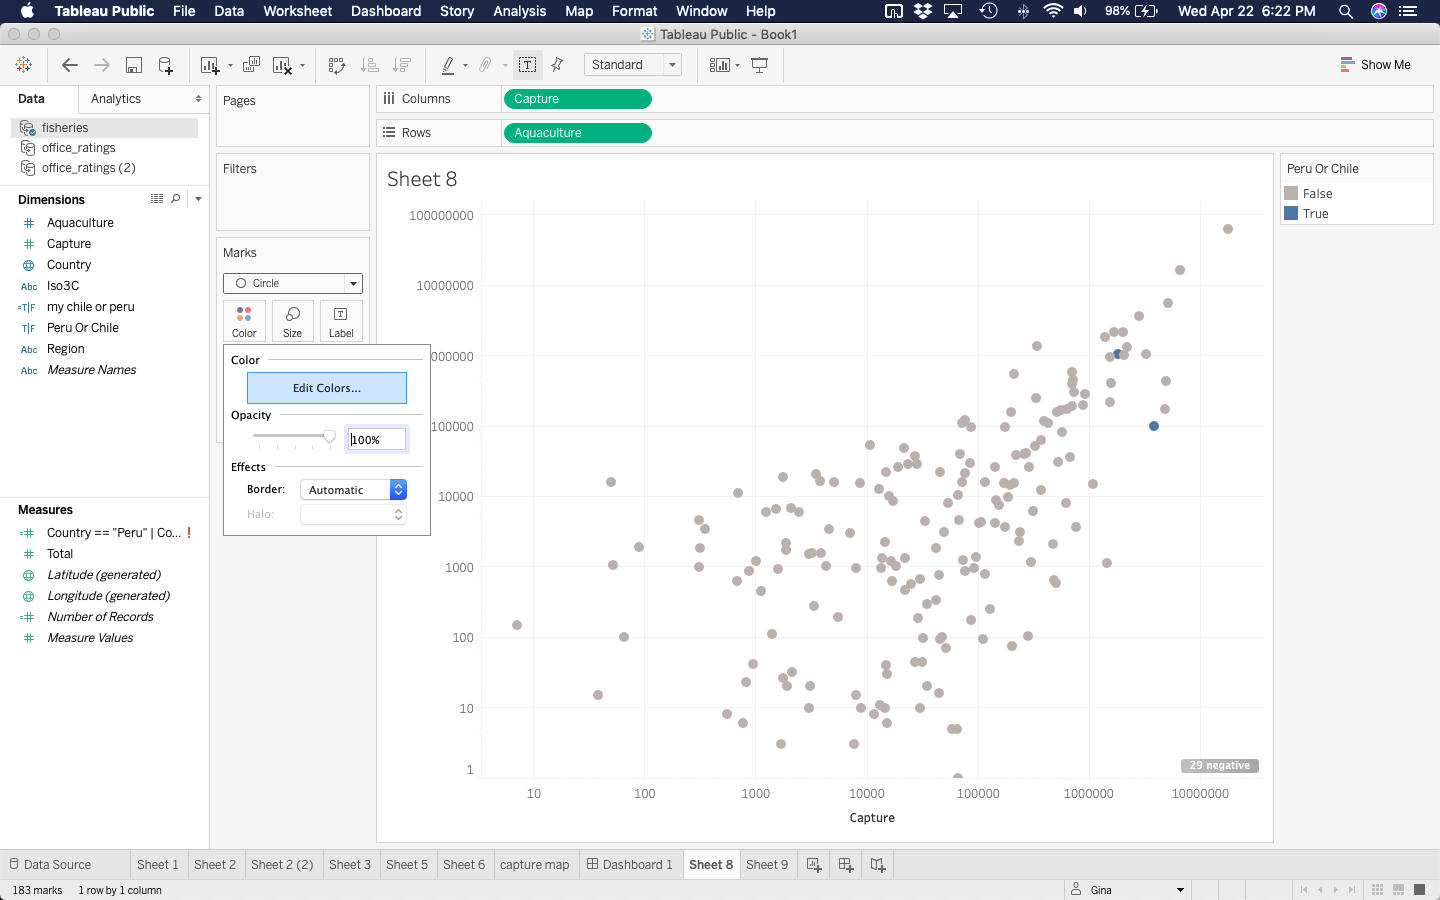 Tableau Public File Data Worksheet Dashboard Story Analysis Map Format Window Help 98% Wed Apr 22 6:22 PM
Tableau Public - Book1
Standard
Show Me
Data Analytics
fisheries
office_ratings
office_ratings (2)
Dimensions
# Aquaculture
# Capture
Country
Abc Iso3C
=T|F my chile or peru
T|F Peru Or Chile
Abc Region
Abc Measure Names
Measures
=# Country == "Peru" | Co... !
# Total
Latitude (generated)
Longitude (generated)
=# Number of Records
# Measure Values
Pages
Filters
Marks
Circle
Color Size Label
Color
Edit Colors...
Opacity
100%
Effects
Border: Automatic
Halo:
Columns Capture
Rows Aquaculture
Sheet 8
100000000
10000000
000000
100000
10000
1000
100
10
1
29 negative
10 100 1000 10000 100000 1000000 10000000
Capture
Peru Or Chile
False
True
Data Source Sheet 1 Sheet 2 Sheet 2 (2) Sheet 3 Sheet 5 Sheet 6 capture map Dashboard 1 Sheet 8 Sheet 9
183 marks 1 row by 1 column Gina